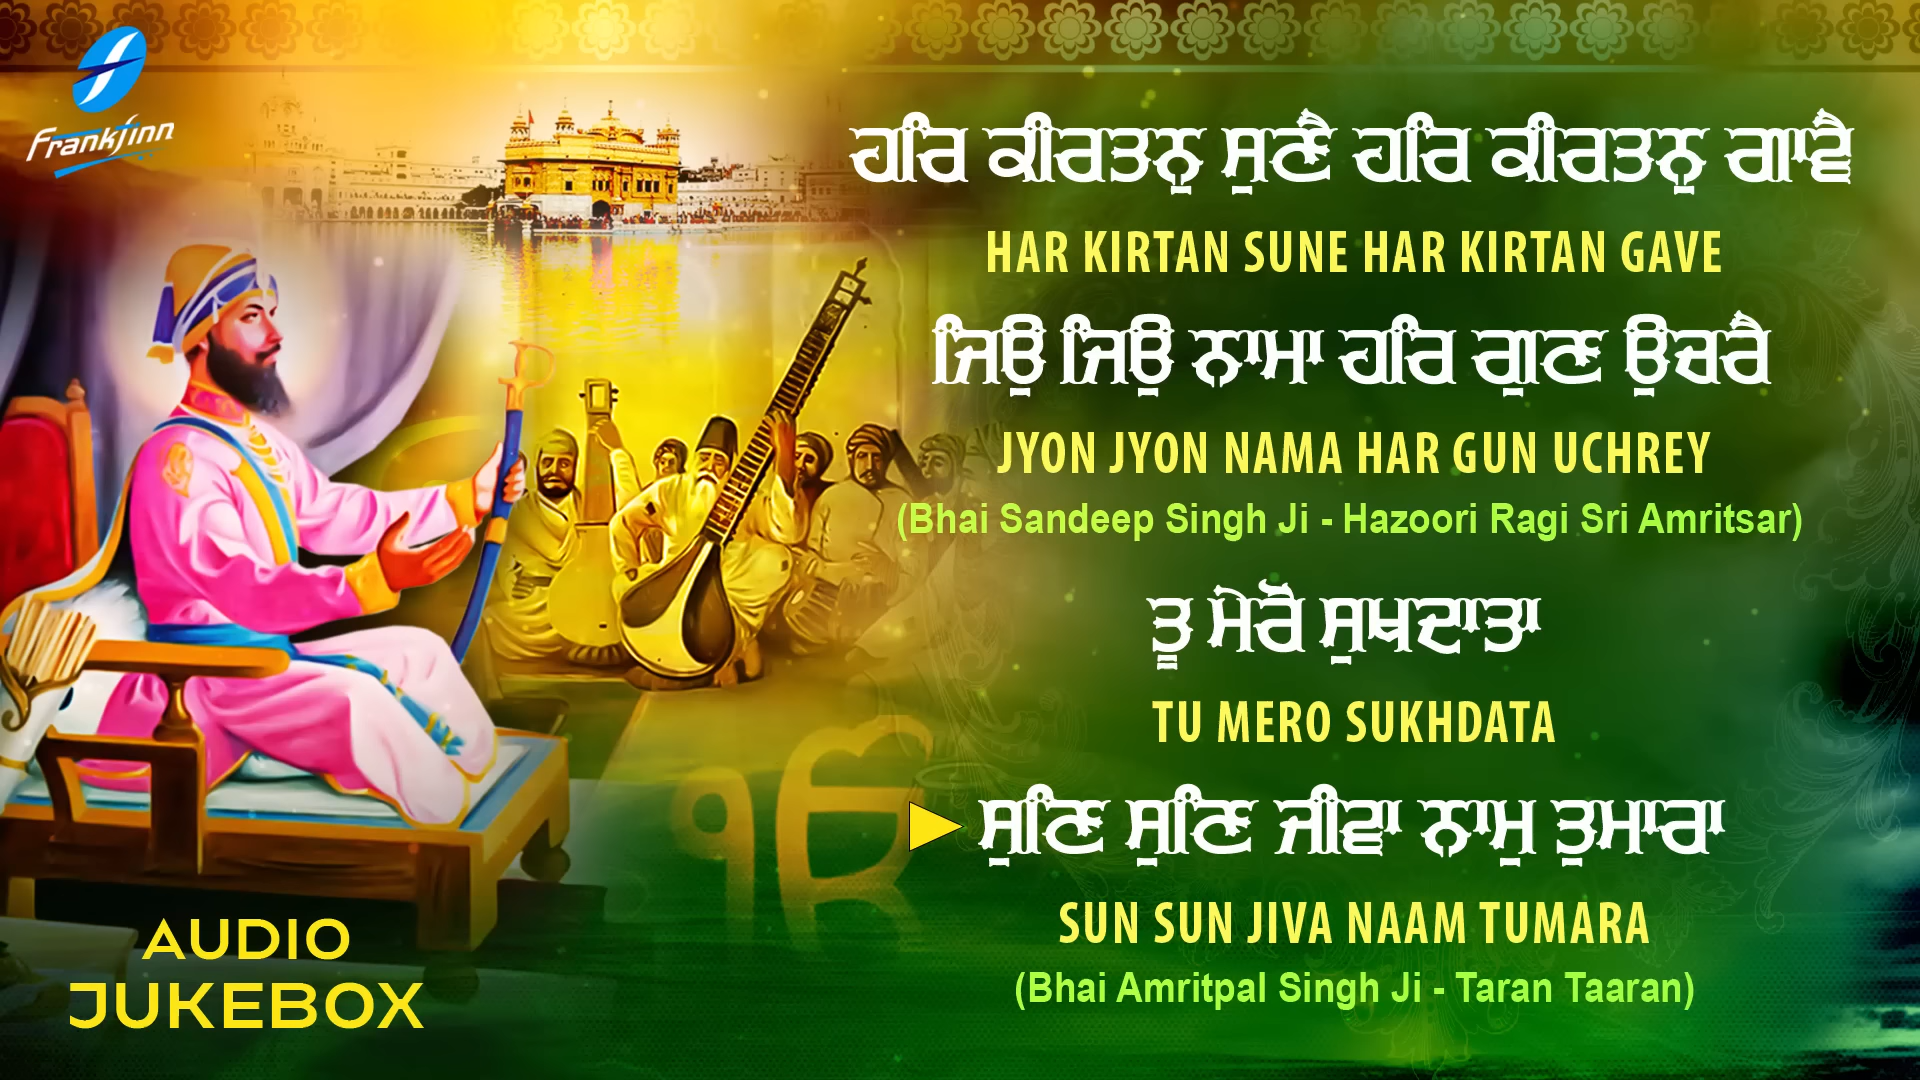 Frankfinn
ਹਰਿ ਕੀਰਤਨੁ ਸੁਣੈ ਹਰਿ ਕੀਰਤਨੁ ਗਾਵੈ
HAR KIRTAN SUNE HAR KIRTAN GAVE
ਜਿਉ ਜਿਉ ਨਾਮਾ ਹਰਿ ਗੁਣ ਉਚਰੈ
JYON JYON NAMA HAR GUN UCHREY
(Bhai Sandeep Singh Ji - Hazoori Ragi Sri Amritsar)
ਤੂ ਮੇਰੋ ਸੁਖਦਾਤਾ
TU MERO SUKHDATA
ਸੁਣਿ ਸੁਣਿ ਜੀਵਾ ਨਾਮੁ ਤੁਮਾਰਾ
SUN SUN JIVA NAAM TUMARA
(Bhai Amritpal Singh Ji - Taran Taaran)
ੴ
AUDIO
JUKEBOX